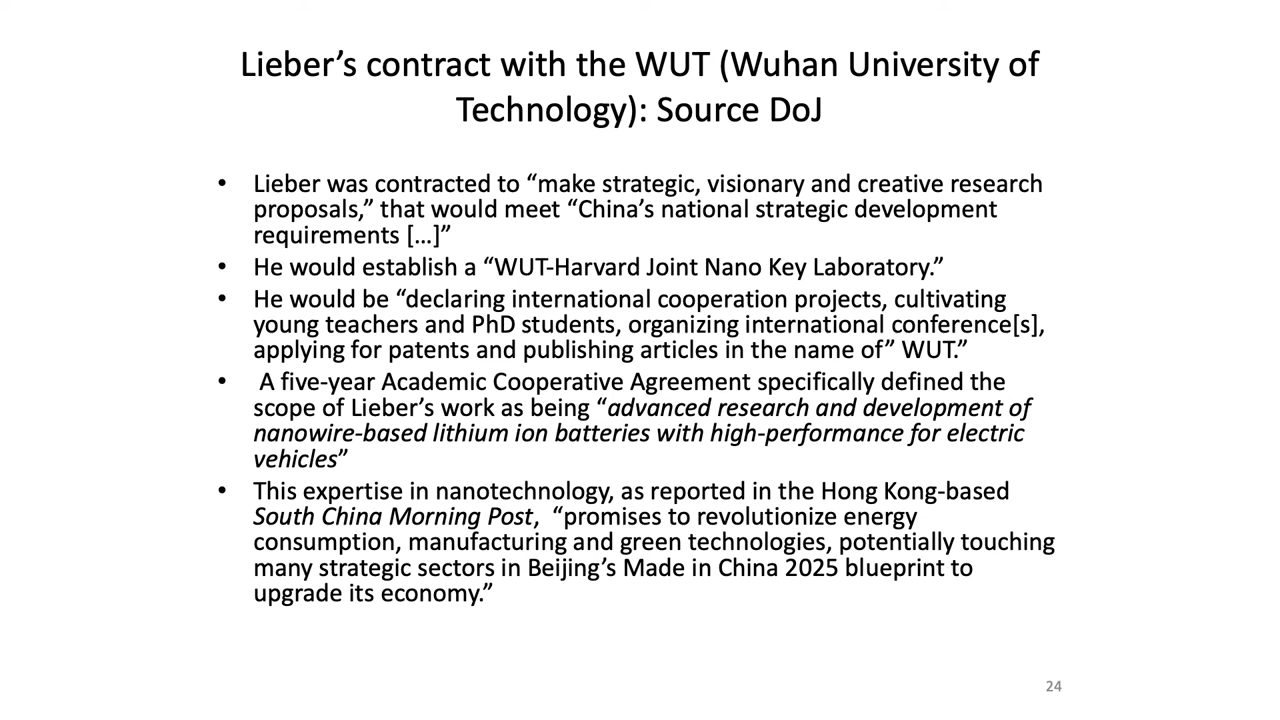 Lieber’s contract with the WUT (Wuhan University of
Technology): Source DoJ
• Lieber was contracted to “make strategic, visionary and creative research
proposals,” that would meet “China’s national strategic development
requirements […]”
• He would establish a “WUT-Harvard Joint Nano Key Laboratory.”
• He would be “declaring international cooperation projects, cultivating
young teachers and PhD students, organizing international conference[s],
applying for patents and publishing articles in the name of” WUT.”
• A five-year Academic Cooperative Agreement specifically defined the
scope of Lieber’s work as being “advanced research and development of
nanowire-based lithium ion batteries with high-performance for electric
vehicles”
• This expertise in nanotechnology, as reported in the Hong Kong-based
South China Morning Post, “promises to revolutionize energy
consumption, manufacturing and green technologies, potentially touching
many strategic sectors in Beijing’s Made in China 2025 blueprint to
upgrade its economy.”
24